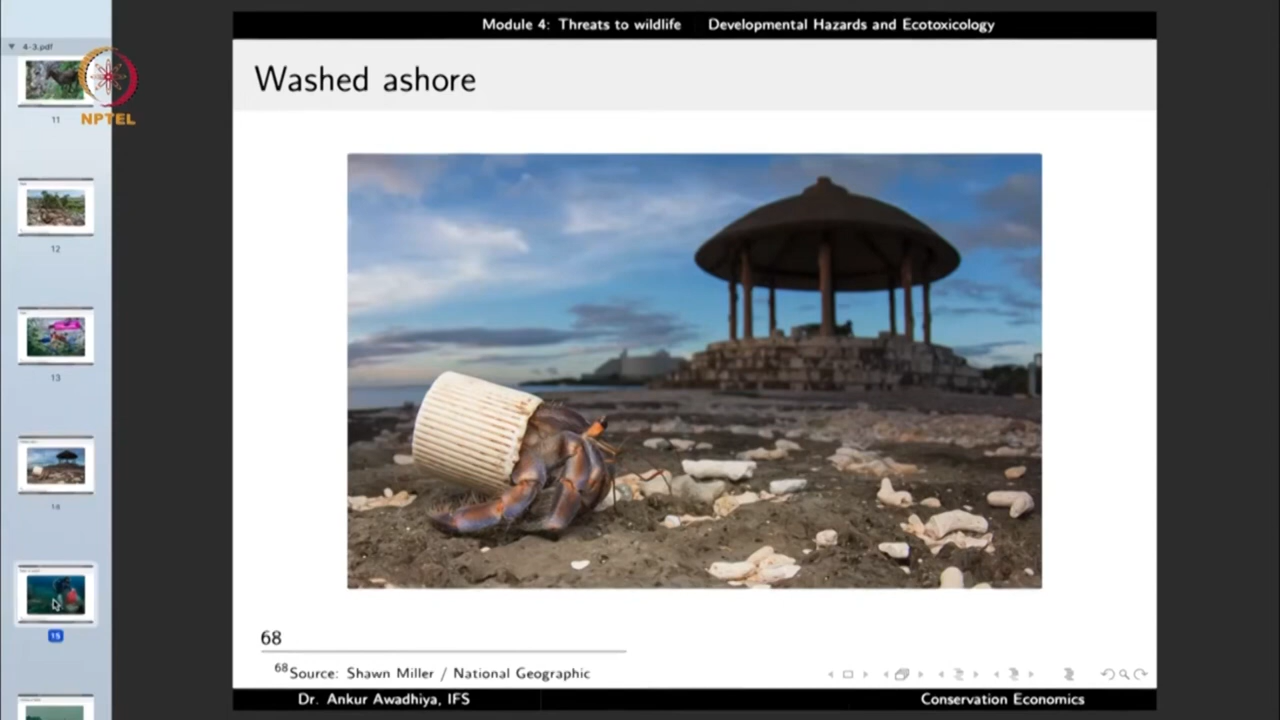 Module 4: Threats to wildlife Developmental Hazards and Ecotoxicology
4-3.pdf
NPTEL
Washed ashore
11
12
13
15
68
68Source: Shawn Miller / National Geographic
Dr. Ankur Awadhiya, IFS Conservation Economics